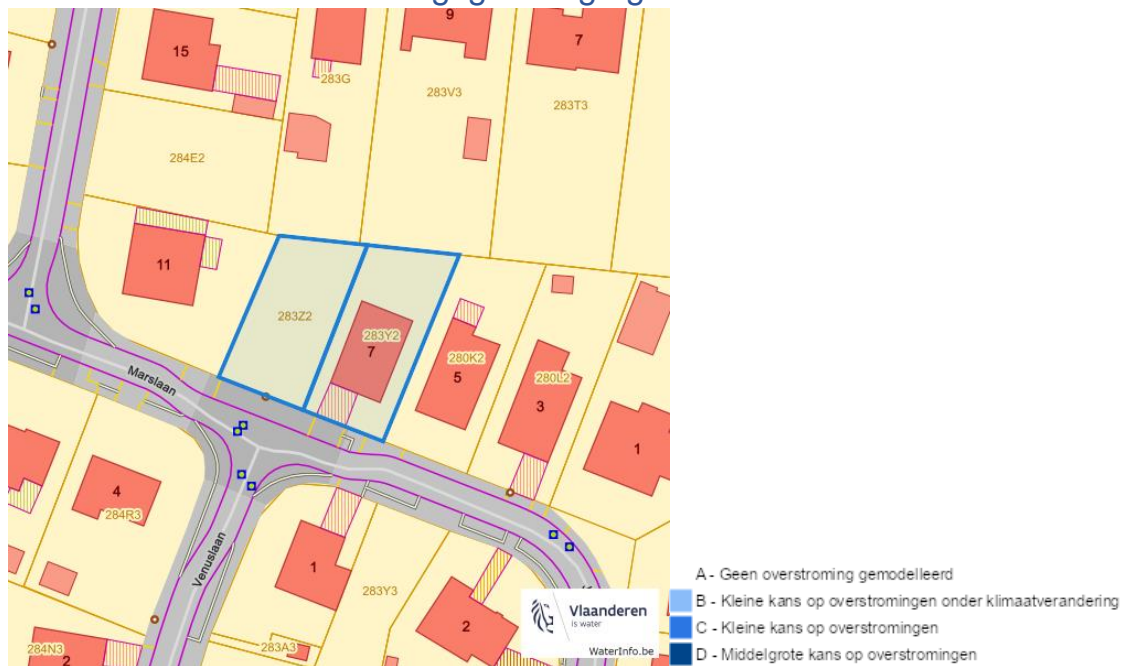 15
9
7
283G
283V3
283T3
284E2
11
283Z2
283Y2
7
280K2
5
280L2
3
1
Marslaan
4
284R3
Venuslaan
1
283Y3
2
284N3
2
283A3
Vlaanderen
is water
WaterInfo.be
A - Geen overstroming gemodelleerd
B - Kleine kans op overstromingen onder klimaatverandering
C - Kleine kans op overstromingen
D - Middelgrote kans op overstromingen